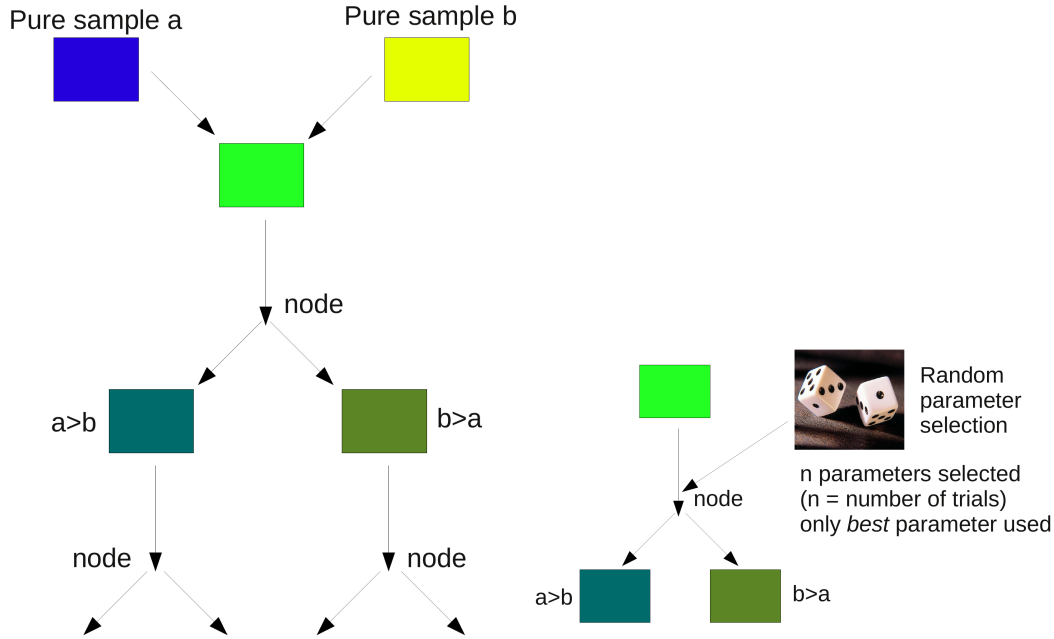 Pure sample a
Pure sample b
node
a>b
b>a
node
node
Random
parameter
selection
n parameters selected
(n = number of trials)
only best parameter used
node
a>b
b>a